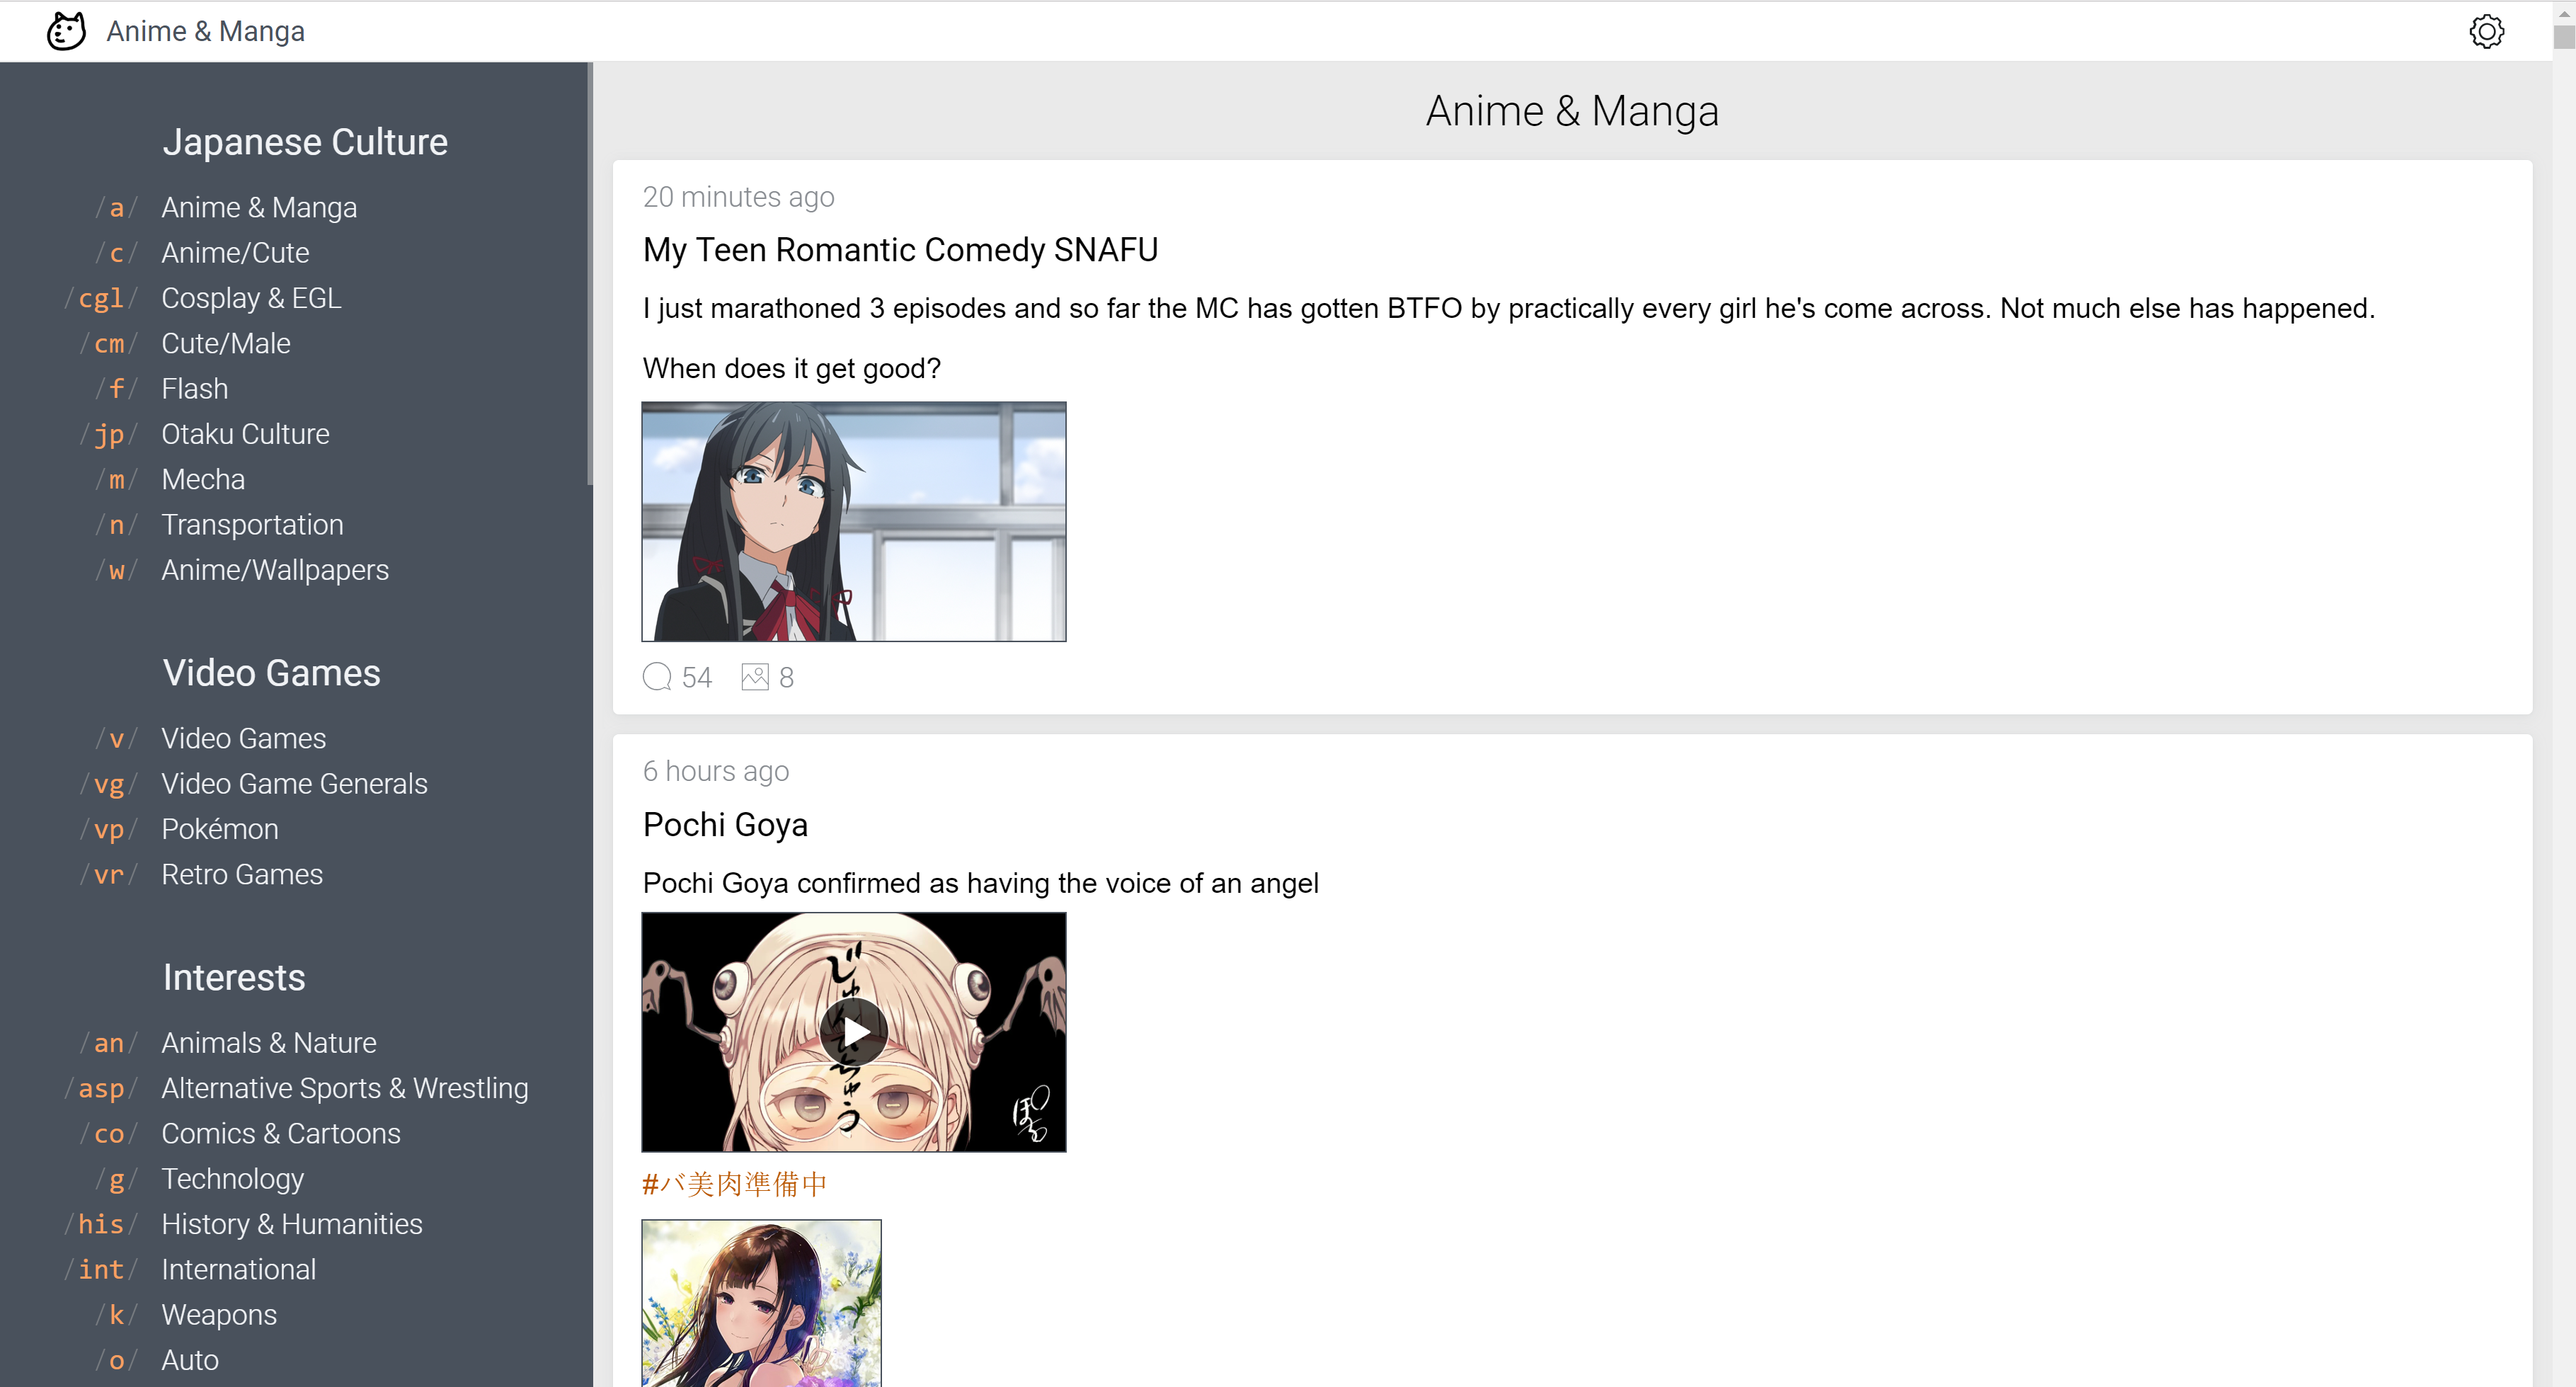 Anime & Manga
Japanese Culture
/a/ Anime & Manga
/c/ Anime/Cute
/cgl/ Cosplay & EGL
/cm/ Cute/Male
/f/ Flash
/jp/ Otaku Culture
/m/ Mecha
/n/ Transportation
/w/ Anime/Wallpapers
Video Games
/v/ Video Games
/vg/ Video Game Generals
/vp/ Pokémon
/vr/ Retro Games
Interests
/an/ Animals & Nature
/asp/ Alternative Sports & Wrestling
/co/ Comics & Cartoons
/g/ Technology
/his/ History & Humanities
/int/ International
/k/ Weapons
/o/ Auto
Anime & Manga
20 minutes ago
My Teen Romantic Comedy SNAFU
I just marathoned 3 episodes and so far the MC has gotten BTFO by practically every girl he's come across. Not much else has happened.
When does it get good?
54 8
6 hours ago
Pochi Goya
Pochi Goya confirmed as having the voice of an angel
#バ美肉準備中